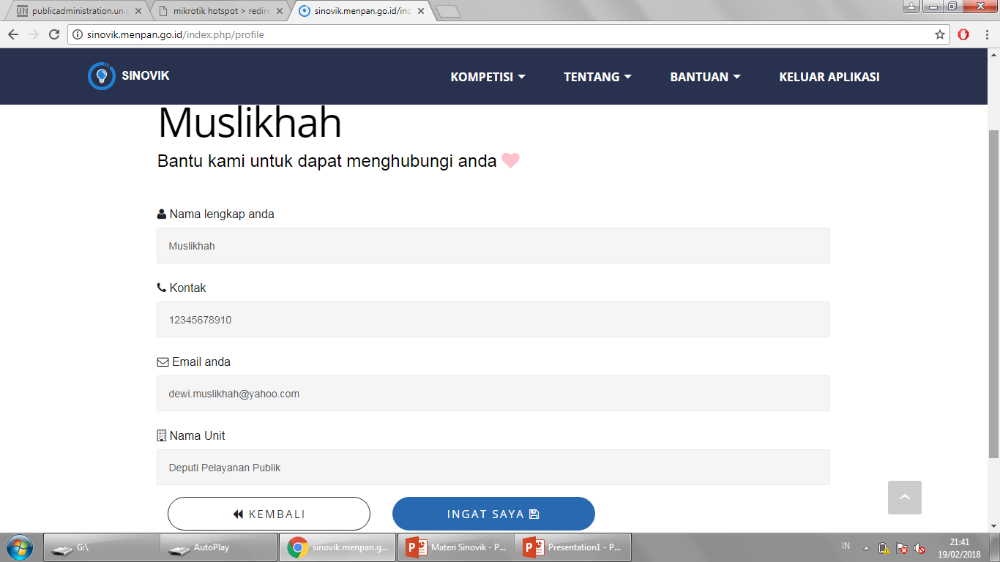 publicadministration.un.o
mikrotik hotspot > redire
sinovik.menpan.go.id/ind
sinovik.menpan.go.id/index.php/profile
SINOVIK
KOMPETISI
TENTANG
BANTUAN
KELUAR APLIKASI
Muslikhah
Bantu kami untuk dapat menghubungi anda
Nama lengkap anda
Muslikhah
Kontak
12345678910
Email anda
dewi.muslikhah@yahoo.com
Nama Unit
Deputi Pelayanan Publik
KEMBALI
INGAT SAYA
G:\
AutoPlay
sinovik.menpan.g...
Materi Sinovik - P...
Presentation1 - P...
IN
21:41
19/02/2018